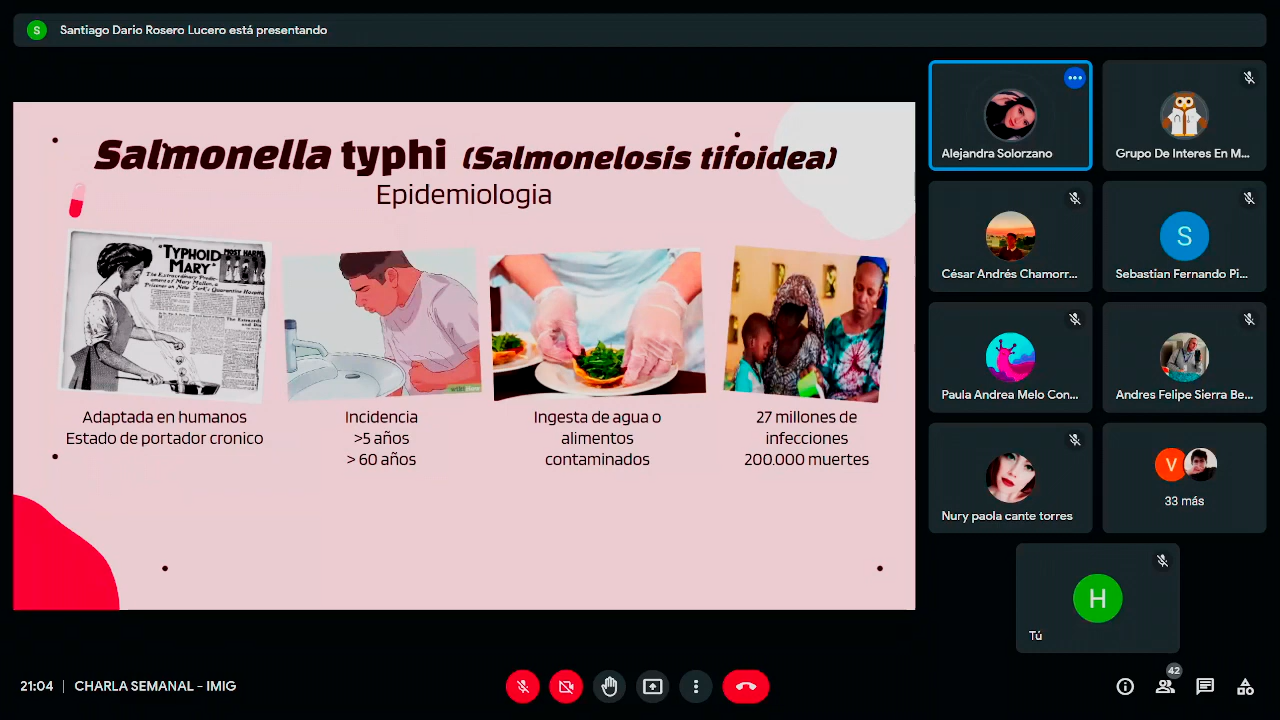 S
Santiago Dario Rosero Lucero está presentando
Salmonella typhi (Salmonelosis tifoidea)
Epidemiologia
"TYPHOID
MARY"
MOST HARM
Adaptada en humanos
Estado de portador cronico
wikiHow
Incidencia
>5 años
> 60 años
Ingesta de agua o
alimentos
contaminados
27 millones de
infecciones
200.000 muertes
Alejandra Solorzano
Grupo De Interes En M...
César Andrés Chamorr...
S
Sebastian Fernando Pi...
Paula Andrea Melo Con...
Andres Felipe Sierra Be...
Nury paola cante torres
V
33 más
H
Tú
21:04 | CHARLA SEMANAL - IMIG
42